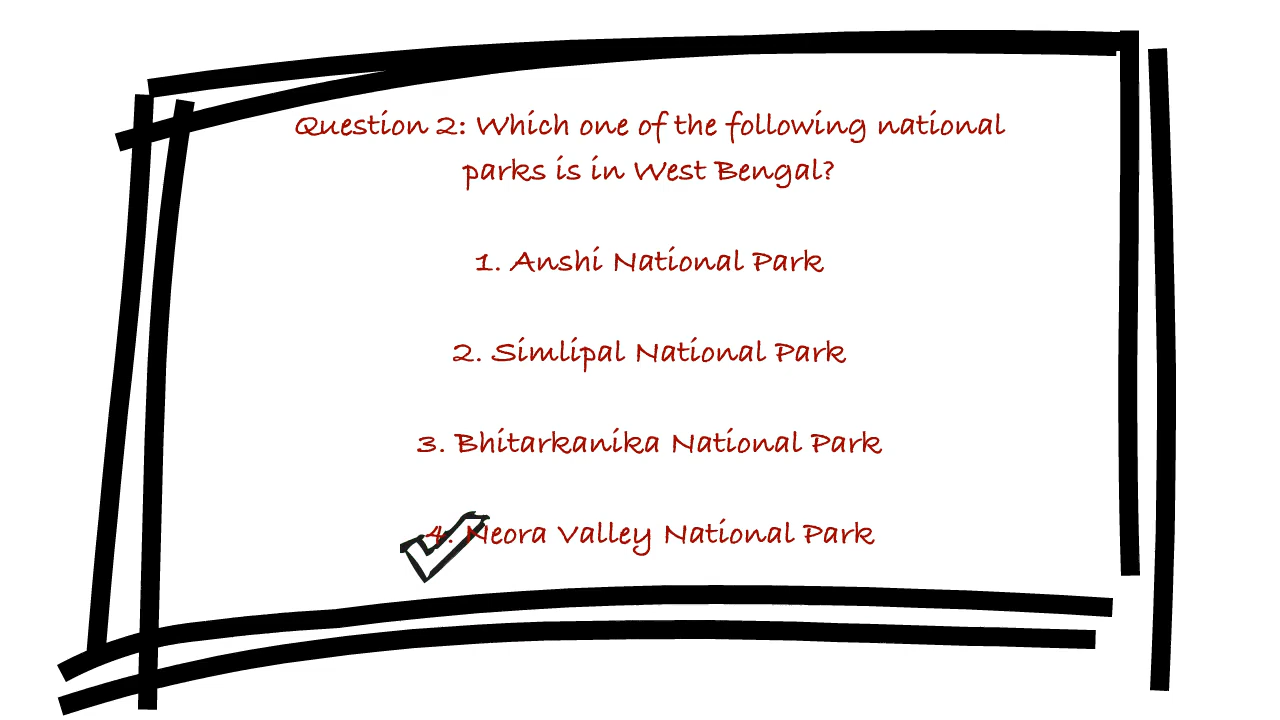 Question 2: Which one of the following national
parks is in West Bengal?
1. Anshi National Park
2. Simlipal National Park
3. Bhitarkanika National Park
4. Neora Valley National Park